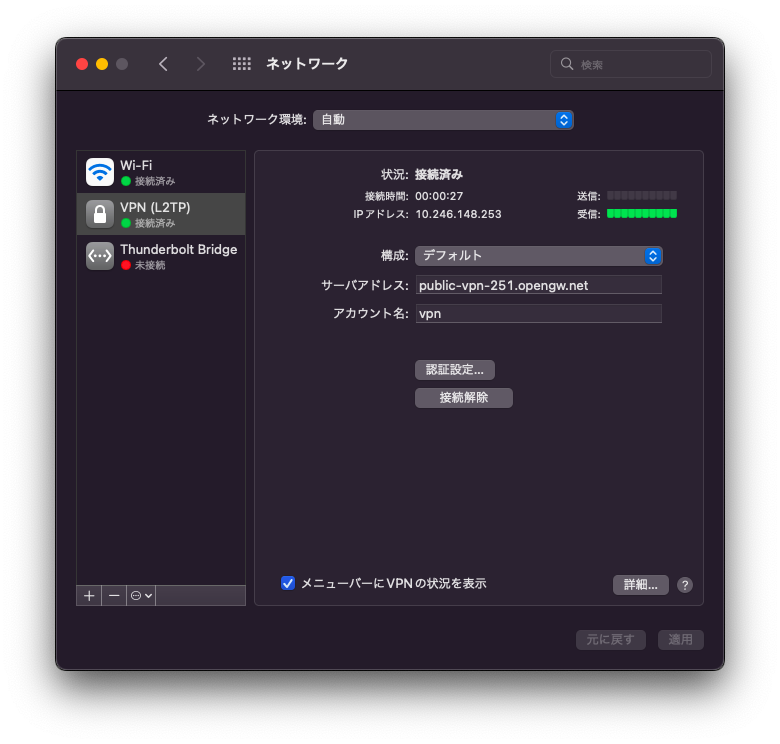 ネットワーク
検索
ネットワーク環境: 自動
Wi-Fi
接続済み
VPN (L2TP)
接続済み
Thunderbolt Bridge
未接続
状況: 接続済み
接続時間: 00:00:27 送信:
IP アドレス: 10.246.148.253 受信:
構成: デフォルト
サーバアドレス: public-vpn-251.opengw.net
アカウント名: vpn
認証設定...
接続解除
メニューバーにVPNの状況を表示
詳細... ?
元に戻す 適用